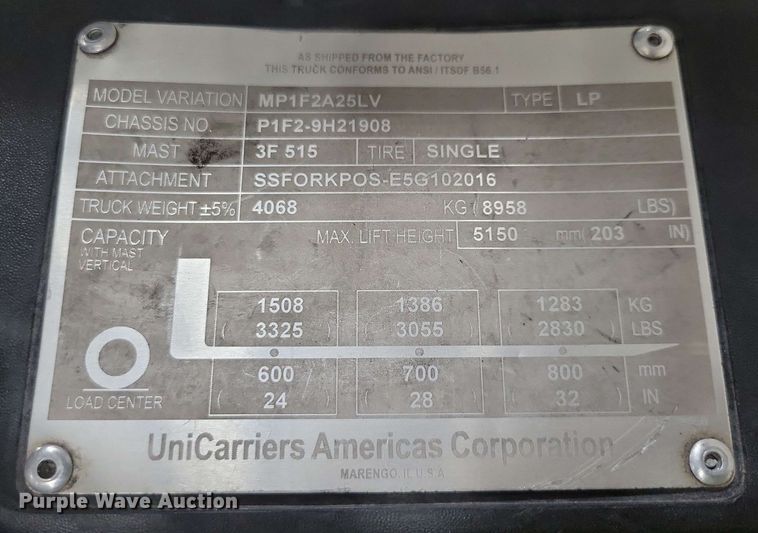 AS SHIPPED FROM THE FACTORY
THIS TRUCK CONFORMS TO ANSI / ITSDF B56.1
MODEL VARIATION MP1F2A25LV TYPE LP
CHASSIS NO. P1F2-9H21908
MAST 3F 515 TIRE SINGLE
ATTACHMENT SSFORKPOS-E5G102016
TRUCK WEIGHT ±5% 4068 KG ( 8958 LBS)
CAPACITY MAX. LIFT HEIGHT 5150 mm ( 203 IN)
WITH MAST
VERTICAL
1508 1386 1283 KG
( 3325 ) ( 3055 ) ( 2830 ) LBS
600 700 800 mm
LOAD CENTER ( 24 ) ( 28 ) ( 32 ) IN
UniCarriers Americas Corporation
MARENGO, IL U.S.A
Purple Wave Auction